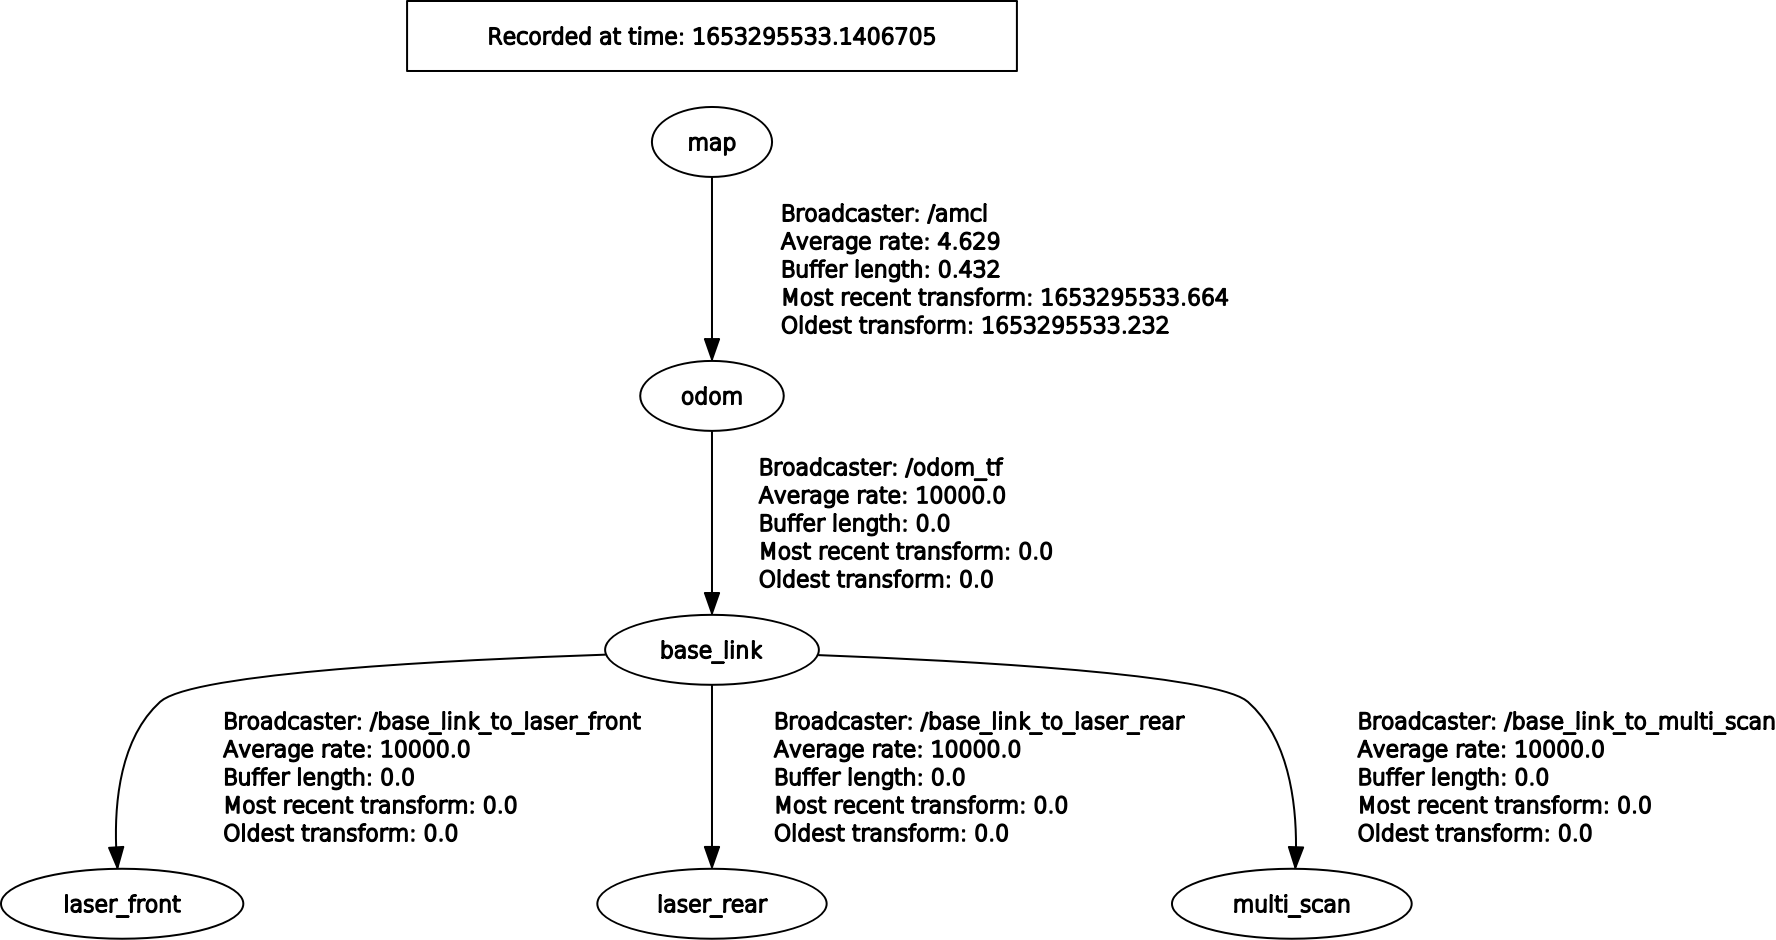 Recorded at time: 1653295533.1406705
map
Broadcaster: /amcl
Average rate: 4.629
Buffer length: 0.432
Most recent transform: 1653295533.664
Oldest transform: 1653295533.232
odom
Broadcaster: /odom_tf
Average rate: 10000.0
Buffer length: 0.0
Most recent transform: 0.0
Oldest transform: 0.0
base_link
Broadcaster: /base_link_to_laser_front
Average rate: 10000.0
Buffer length: 0.0
Most recent transform: 0.0
Oldest transform: 0.0
Broadcaster: /base_link_to_laser_rear
Average rate: 10000.0
Buffer length: 0.0
Most recent transform: 0.0
Oldest transform: 0.0
Broadcaster: /base_link_to_multi_scan
Average rate: 10000.0
Buffer length: 0.0
Most recent transform: 0.0
Oldest transform: 0.0
laser_front
laser_rear
multi_scan